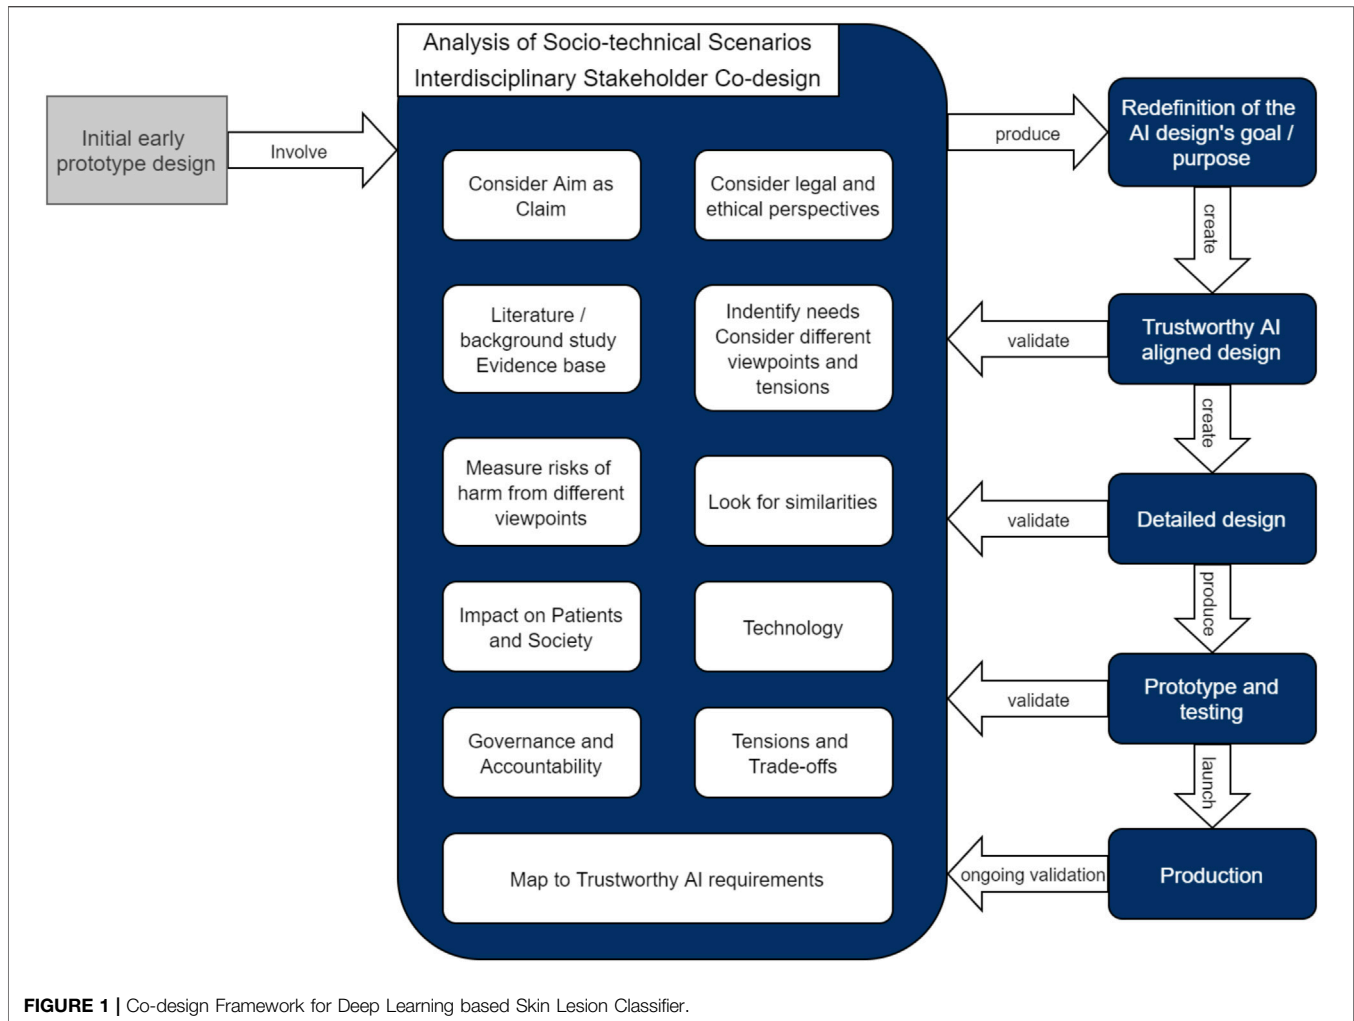 Analysis of Socio-technical Scenarios
Interdisciplinary Stakeholder Co-design
Initial early
prototype design
Involve
Consider Aim as
Claim
Consider legal and
ethical perspectives
Literature /
background study
Evidence base
Indentify needs
Consider different
viewpoints and
tensions
Measure risks of
harm from different
viewpoints
Look for similarities
Impact on Patients
and Society
Technology
Governance and
Accountability
Tensions and
Trade-offs
Map to Trustworthy AI requirements
produce
Redefinition of the
AI design's goal /
purpose
create
validate
Trustworthy AI
aligned design
create
validate
Detailed design
produce
validate
Prototype and
testing
launch
ongoing validation
Production
FIGURE 1 | Co-design Framework for Deep Learning based Skin Lesion Classifier.